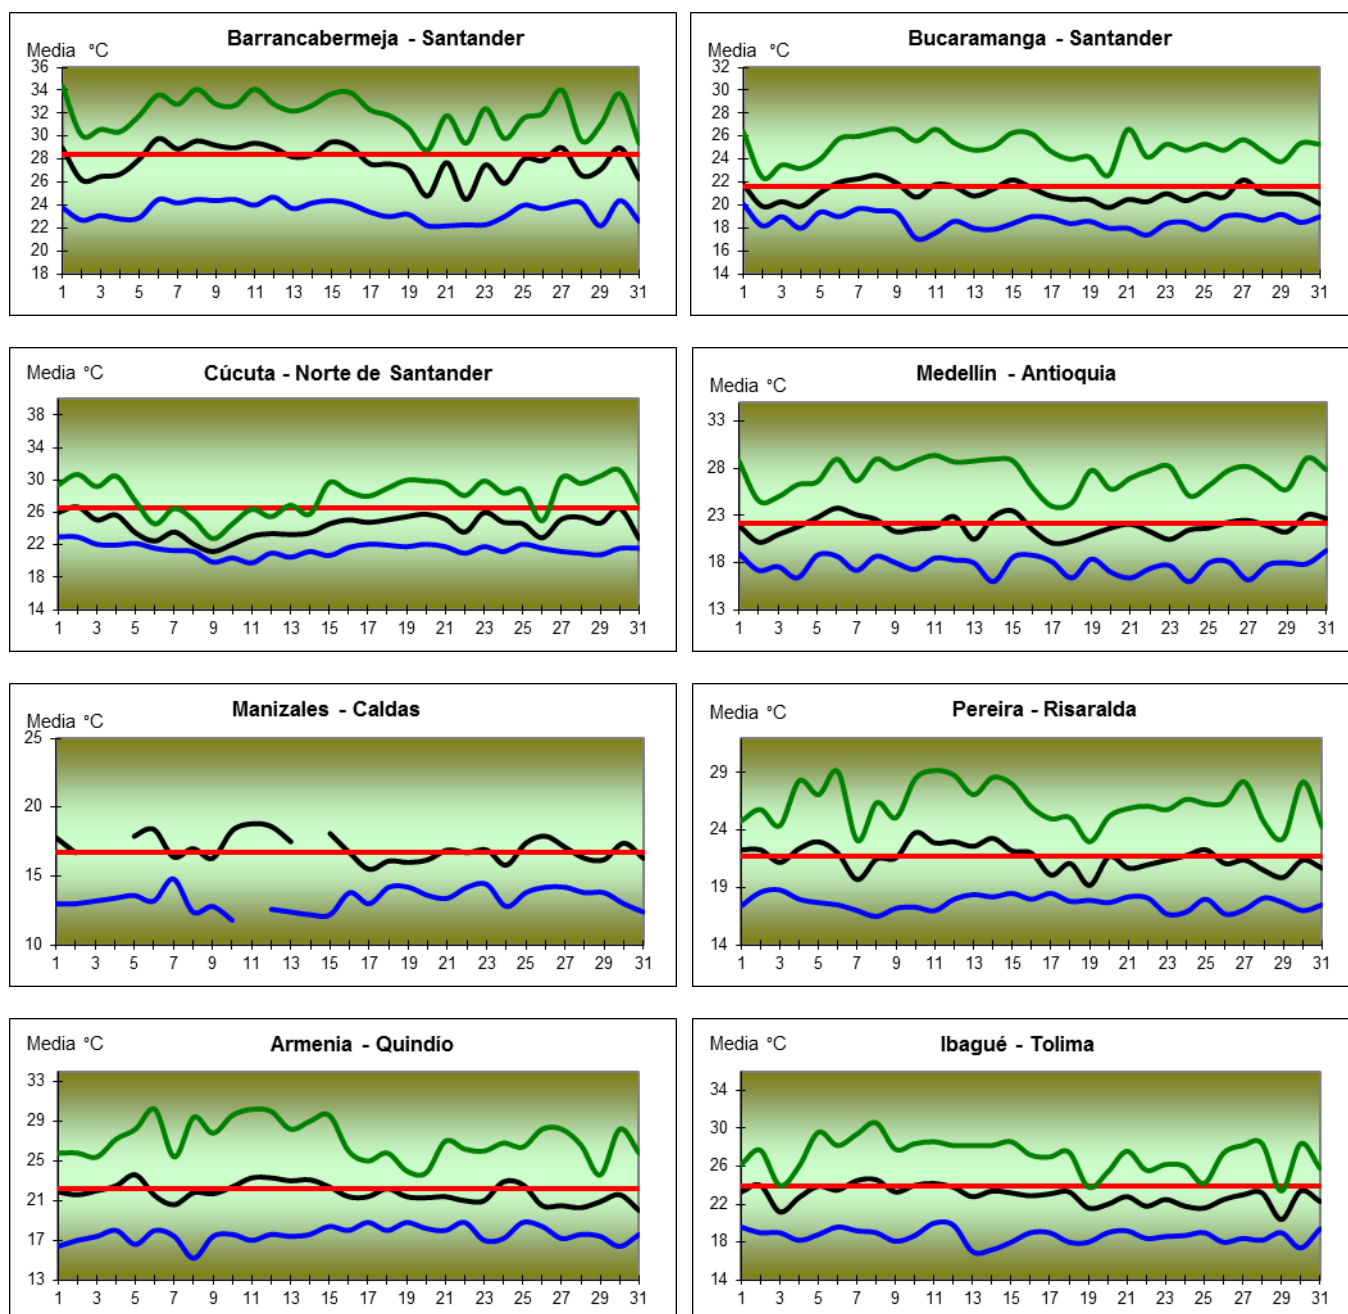 Barrancabermeja - Santander
Media °C
36
34
32
30
28
26
24
22
20
18
1 3 5 7 9 11 13 15 17 19 21 23 25 27 29 31
Bucaramanga - Santander
Media °C
32
30
28
26
24
22
20
18
16
14
1 3 5 7 9 11 13 15 17 19 21 23 25 27 29 31
Cúcuta - Norte de Santander
Media °C
38
34
30
26
22
18
14
1 3 5 7 9 11 13 15 17 19 21 23 25 27 29 31
Medellín - Antioquia
Media °C
33
28
23
18
13
1 3 5 7 9 11 13 15 17 19 21 23 25 27 29 31
Manizales - Caldas
Media °C
25
20
15
10
1 3 5 7 9 11 13 15 17 19 21 23 25 27 29 31
Pereira - Risaralda
Media °C
29
24
19
14
1 3 5 7 9 11 13 15 17 19 21 23 25 27 29 31
Armenia - Quindío
Media °C
33
29
25
21
17
13
1 3 5 7 9 11 13 15 17 19 21 23 25 27 29 31
Ibagué - Tolima
Media °C
34
30
26
22
18
14
1 3 5 7 9 11 13 15 17 19 21 23 25 27 29 31